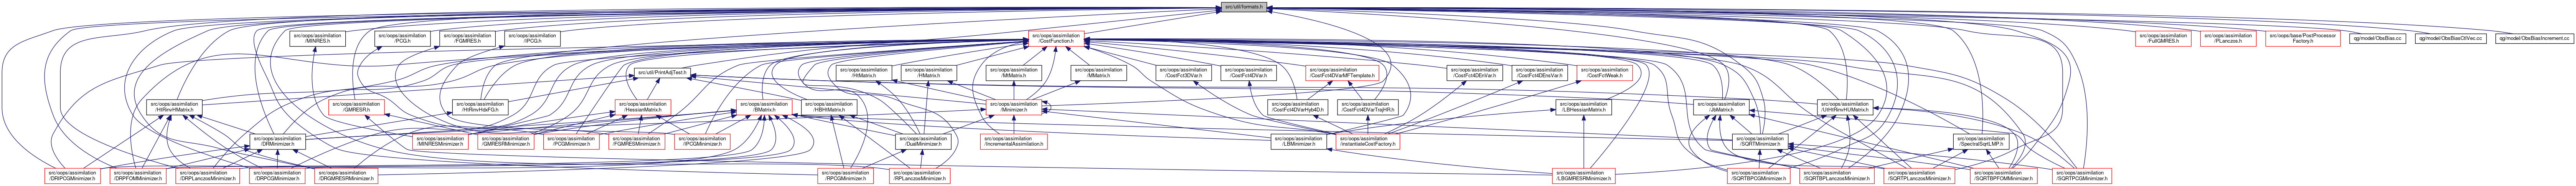 src/util/formats.h
src/oops/assimilation
/MINRES.h
src/oops/assimilation
/PCG.h
src/oops/assimilation
/FGMRES.h
src/oops/assimilation
/IPCG.h
src/oops/assimilation
/CostFunction.h
src/oops/assimilation
/FullGMRES.h
src/oops/assimilation
/PLanczos.h
src/oops/base/PostProcessor
Factory.h
qg/model/ObsBias.cc
qg/model/ObsBiasCtlVec.cc
qg/model/ObsBiasIncrement.cc
src/util/PrintAdjTest.h
src/oops/assimilation
/HtMatrix.h
src/oops/assimilation
/HMatrix.h
src/oops/assimilation
/MtMatrix.h
src/oops/assimilation
/MMatrix.h
src/oops/assimilation
/CostFct3DVar.h
src/oops/assimilation
/CostFct4DVar.h
src/oops/assimilation
/CostFct4DVarMFTemplate.h
src/oops/assimilation
/CostFct4DEnVar.h
src/oops/assimilation
/CostFct4DEnsVar.h
src/oops/assimilation
/CostFctWeak.h
src/oops/assimilation
/HtRinvHMatrix.h
src/oops/assimilation
/GMRESR.h
src/oops/assimilation
/HtRinvHdxFG.h
src/oops/assimilation
/HessianMatrix.h
src/oops/assimilation
/BMatrix.h
src/oops/assimilation
/HBHtMatrix.h
src/oops/assimilation
/Minimizer.h
src/oops/assimilation
/CostFct4DVarHyb4D.h
src/oops/assimilation
/CostFct4DVarTrajHR.h
src/oops/assimilation
/LBHessianMatrix.h
src/oops/assimilation
/JbMatrix.h
src/oops/assimilation
/UtHtRinvHUMatrix.h
src/oops/assimilation
/DRMinimizer.h
src/oops/assimilation
/MINRESMinimizer.h
src/oops/assimilation
/GMRESRMinimizer.h
src/oops/assimilation
/PCGMinimizer.h
src/oops/assimilation
/FGMRESMinimizer.h
src/oops/assimilation
/IPCGMinimizer.h
src/oops/assimilation
/DualMinimizer.h
src/oops/assimilation
/IncrementalAssimilation.h
src/oops/assimilation
/LBMinimizer.h
src/oops/assimilation
/instantiateCostFactory.h
src/oops/assimilation
/SQRTMinimizer.h
src/oops/assimilation
/SpectralSqrtLMP.h
src/oops/assimilation
/DRIPCGMinimizer.h
src/oops/assimilation
/DRPFOMMinimizer.h
src/oops/assimilation
/DRPLanczosMinimizer.h
src/oops/assimilation
/DRPCGMinimizer.h
src/oops/assimilation
/DRGMRESRMinimizer.h
src/oops/assimilation
/RPCGMinimizer.h
src/oops/assimilation
/RPLanczosMinimizer.h
src/oops/assimilation
/LBGMRESRMinimizer.h
src/oops/assimilation
/SQRTBPCGMinimizer.h
src/oops/assimilation
/SQRTBPLanczosMinimizer.h
src/oops/assimilation
/SQRTPLanczosMinimizer.h
src/oops/assimilation
/SQRTBPFOMMinimizer.h
src/oops/assimilation
/SQRTPCGMinimizer.h